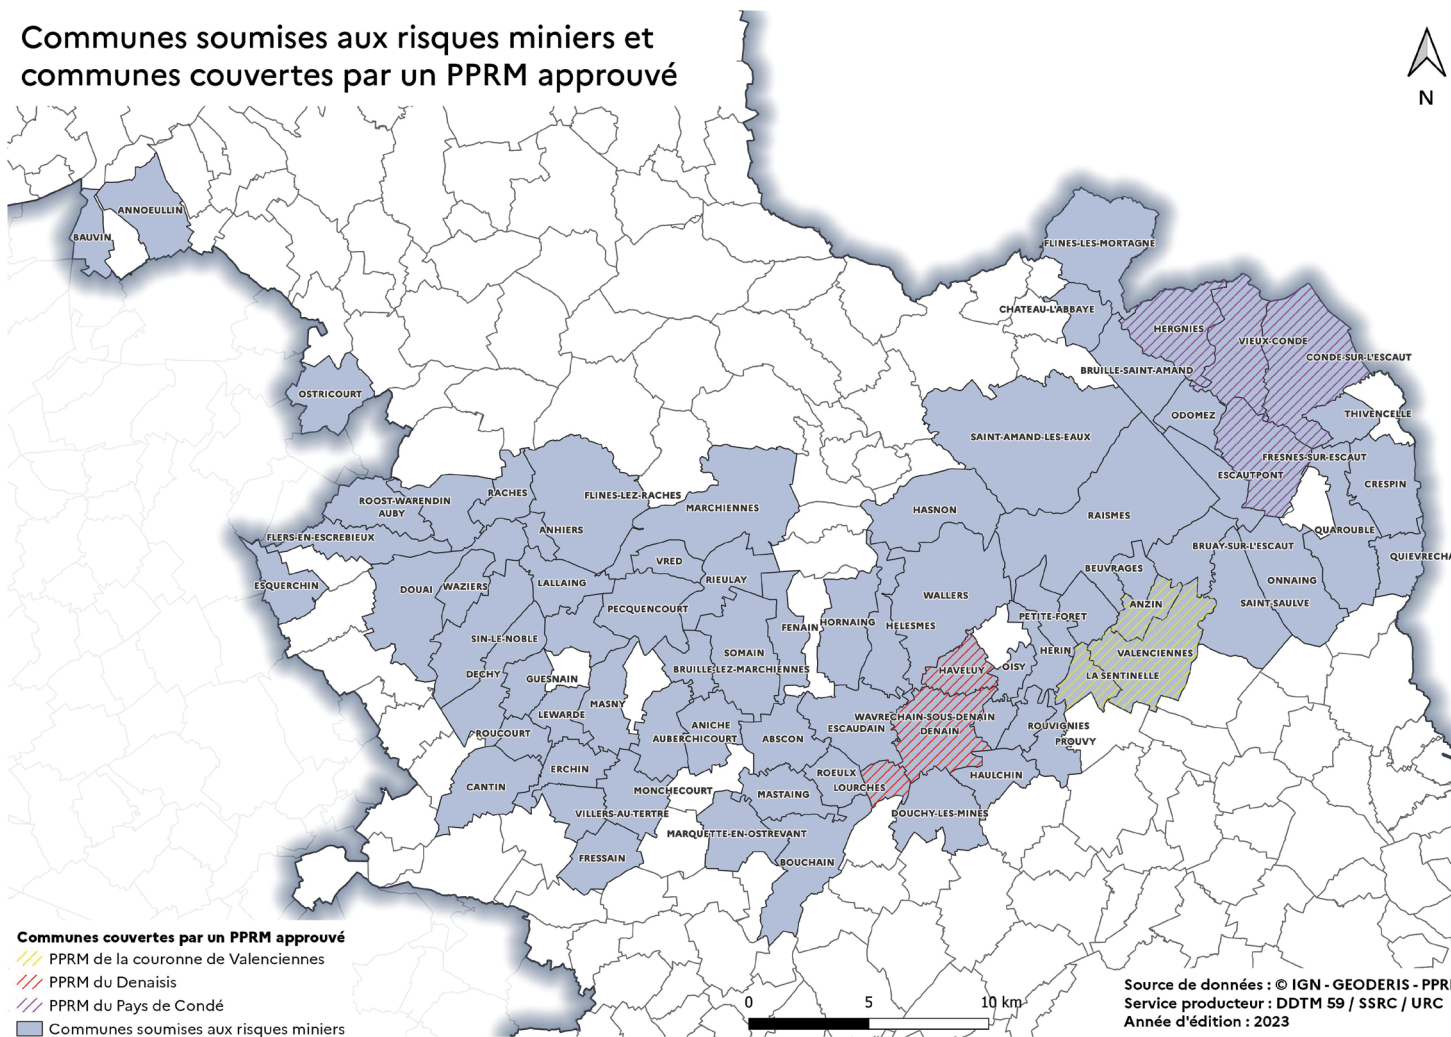 Communes soumises aux risques miniers et
communes couvertes par un PPRM approuvé
N
ANNOEULLIN
BAUVIN
FLINES-LES-MORTAGNE
CHATEAU-L'ABBAYE
HERGNIES
VIEUX-CONDE
CONDE-SUR-L'ESCAUT
BRUILLE-SAINT-AMAND
OSTRICOURT
ODOMEZ
THIVENCELLE
SAINT-AMAND-LES-EAUX
FRESNES-SUR-ESCAUT
ESCAUTPONT
CRESPIN
RACHES
FLINES-LEZ-RACHES
ROOST-WARENDIN
AUBY
MARCHIENNES
HASNON
RAISMES
ANHIERS
QUAROUBLE
FLERS-EN-ESCREBIEUX
BRUAY-SUR-L'ESCAUT
QUIEVRECHA
VRED
BEUVRAGES
RIEULAY
ONNAING
ESQUERCHIN
DOUAI
WAZIERS
LALLAING
WALLERS
ANZIN
SAINT-SAULVE
PECQUENCOURT
PETITE-FORET
FENAIN
HORNAING
HELESMES
SIN-LE-NOBLE
SOMAIN
HERIN
VALENCIENNES
BRUILLE-LEZ-MARCHIENNES
HAVELUY
OISY
DECHY
GUESNAIN
LA SENTINELLE
MASNY
LEWARDE
WAVRECHAIN-SOUS-DENAIN
ANICHE
ESCAUDAIN
DENAIN
ROUVIGNIES
ROUCOURT
AUBERCHICOURT
ABSCON
PROUVY
ERCHIN
ROEULX
HAULCHIN
CANTIN
MONCHECOURT
MASTAING
LOURCHES
VILLERS-AU-TERTRE
DOUCHY-LES-MINES
MARQUETTE-EN-OSTREVANT
FRESSAIN
BOUCHAIN
Communes couvertes par un PPRM approuvé
PPRM de la couronne de Valenciennes
PPRM du Denaisis
PPRM du Pays de Condé
Communes soumises aux risques miniers
0 5 10 km
Source de données : © IGN - GEODERIS - PPR
Service producteur : DDTM 59 / SSRC / URC
Année d'édition : 2023